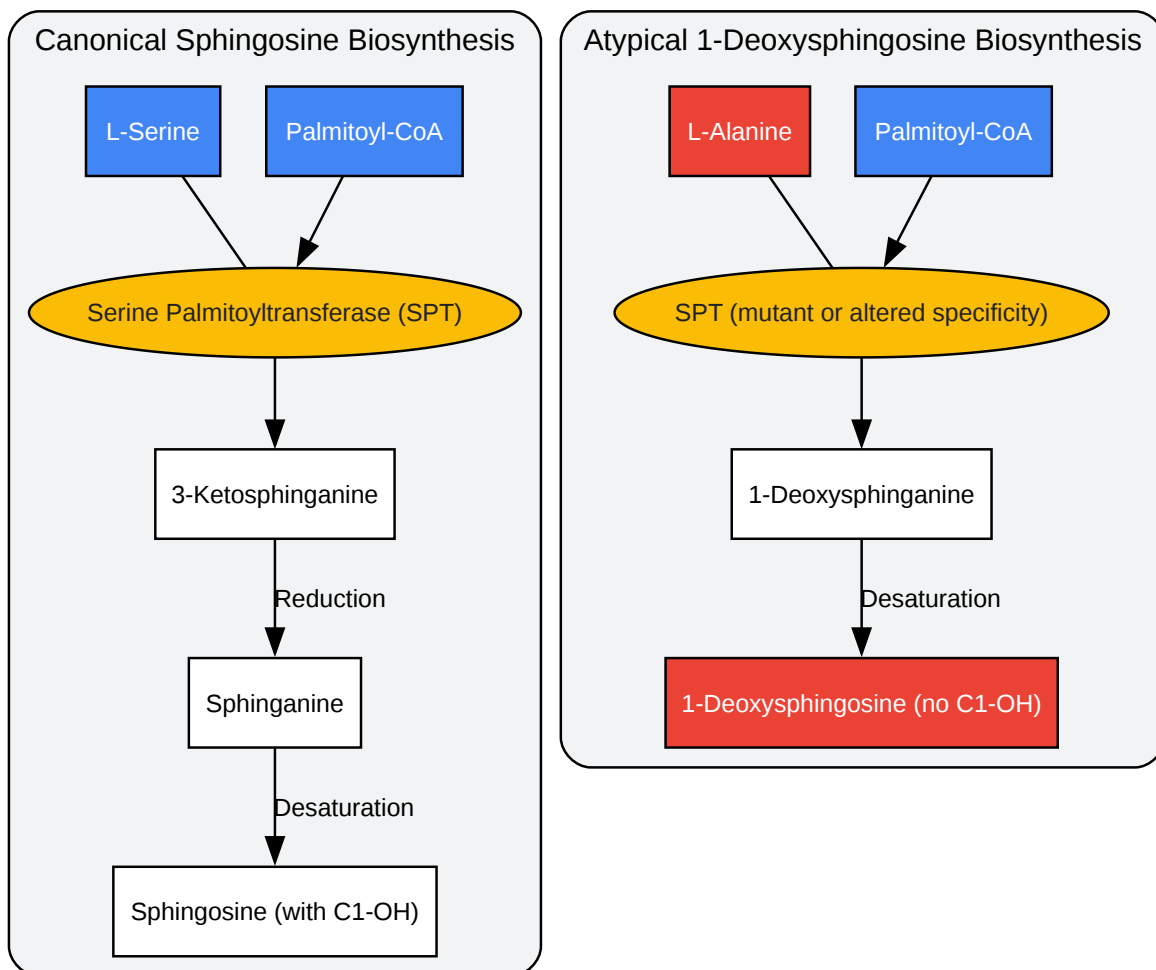 Canonical Sphingosine Biosynthesis
L-Serine
Palmitoyl-CoA
Serine Palmitoyltransferase (SPT)
3-Ketosphinganine
Reduction
Sphinganine
Desaturation
Sphingosine (with C1-OH)
Atypical 1-Deoxysphingosine Biosynthesis
L-Alanine
Palmitoyl-CoA
SPT (mutant or altered specificity)
1-Deoxysphinganine
Desaturation
1-Deoxysphingosine (no C1-OH)